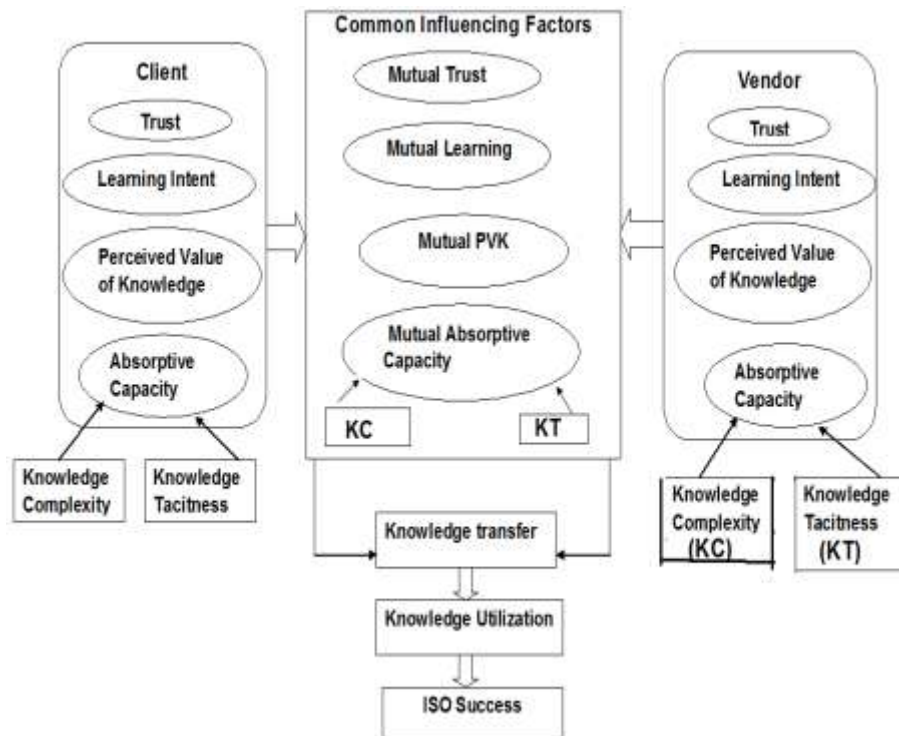 Common Influencing Factors
Client
Trust
Learning Intent
Perceived Value
of Knowledge
Absorptive
Capacity
Knowledge
Complexity
Knowledge
Tacitness
Mutual Trust
Mutual Learning
Mutual PVK
Mutual Absorptive
Capacity
KC
KT
Vendor
Trust
Learning Intent
Perceived Value
of Knowledge
Absorptive
Capacity
Knowledge
Complexity
(KC)
Knowledge
Tacitness
(KT)
Knowledge transfer
Knowledge Utilization
ISO Success